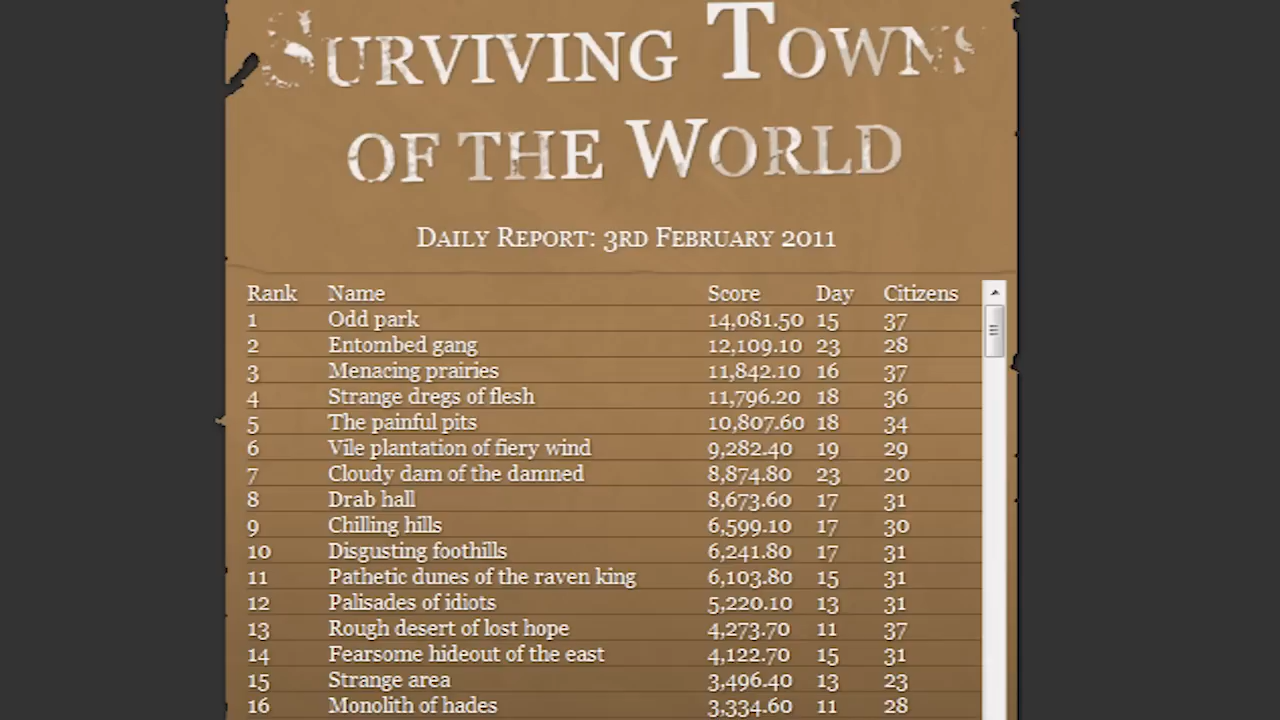 Surviving Towns
of the World
Daily Report: 3rd February 2011
Rank Name Score Day Citizens
1 Odd park 14,081.50 15 37
2 Entombed gang 12,109.10 23 28
3 Menacing prairies 11,842.10 16 37
4 Strange dregs of flesh 11,796.20 18 36
5 The painful pits 10,807.60 18 34
6 Vile plantation of fiery wind 9,282.40 19 29
7 Cloudy dam of the damned 8,874.80 23 20
8 Drab hall 8,673.60 17 31
9 Chilling hills 6,599.10 17 30
10 Disgusting foothills 6,241.80 17 31
11 Pathetic dunes of the raven king 6,103.80 15 31
12 Palisades of idiots 5,220.10 13 31
13 Rough desert of lost hope 4,273.70 11 37
14 Fearsome hideout of the east 4,122.70 15 31
15 Strange area 3,496.40 13 23
16 Monolith of hades 3,334.60 11 28